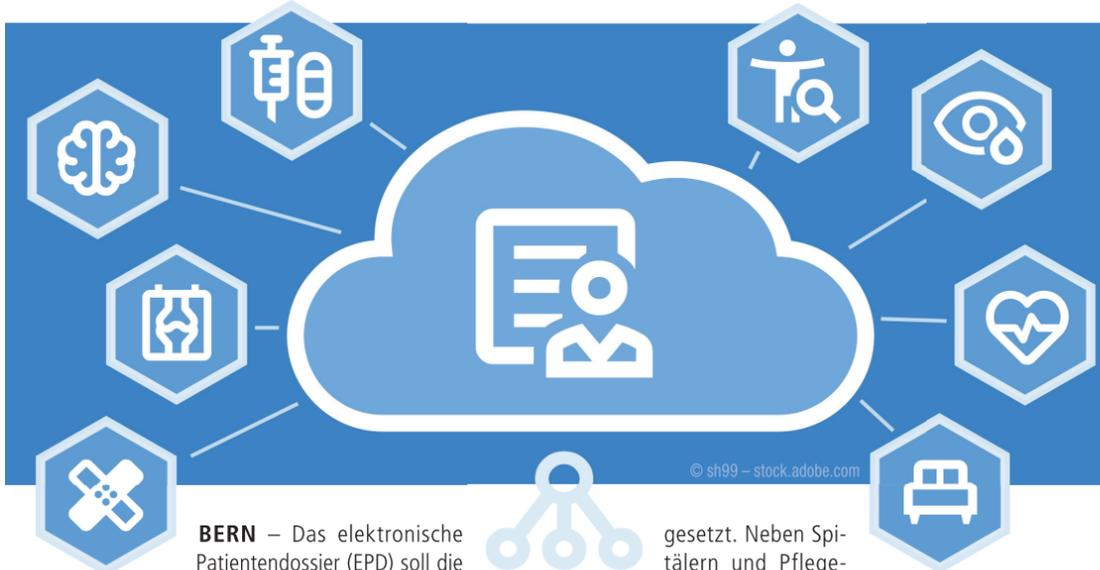 © sh99 – stock.adobe.com
BERN – Das elektronische
Patientendossier (EPD) soll die
gesetzt. Neben Spi-
tälern und Pflege-